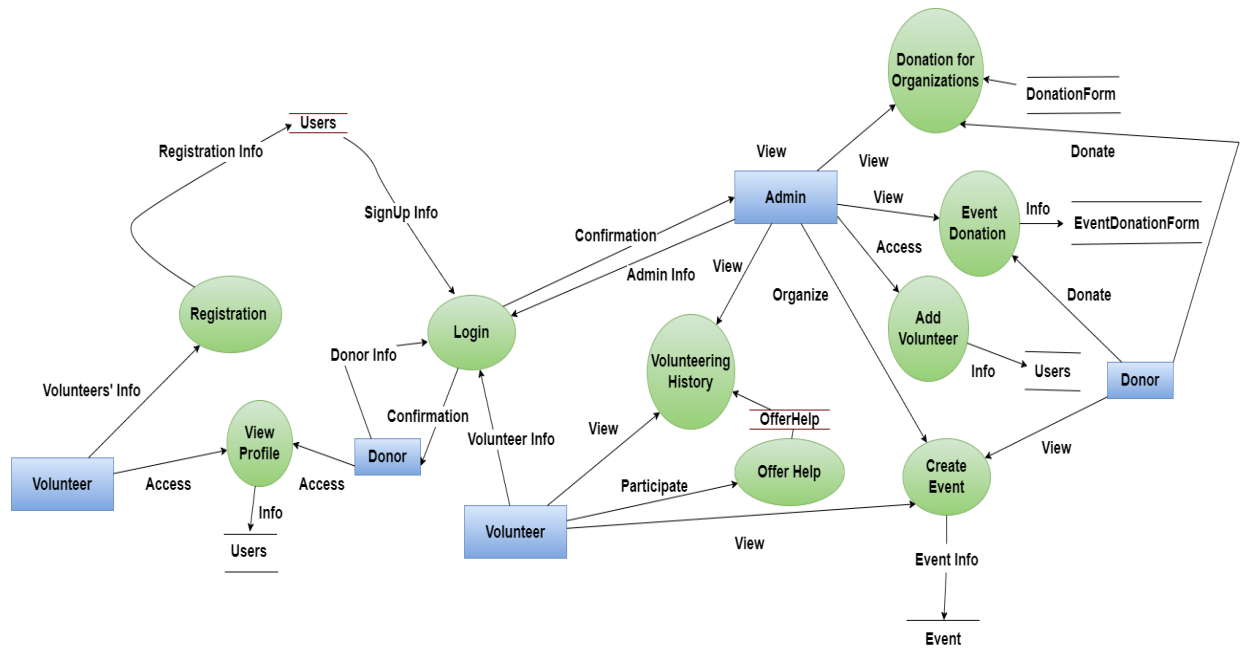 Donation for
Organizations
DonationForm
Users
Registration Info
View
View
Donate
Admin
View
Event
Donation
Info
EventDonationForm
SignUp Info
Confirmation
Access
Admin Info
View
Organize
Donate
Registration
Login
Add
Volunteer
Donor Info
Volunteering
History
Info
Users
Donor
Volunteers' Info
Confirmation
OfferHelp
View
Profile
Donor
Volunteer Info
View
View
Volunteer
Access
Access
Participate
Offer Help
Create
Event
Info
Volunteer
View
Users
Event Info
Event